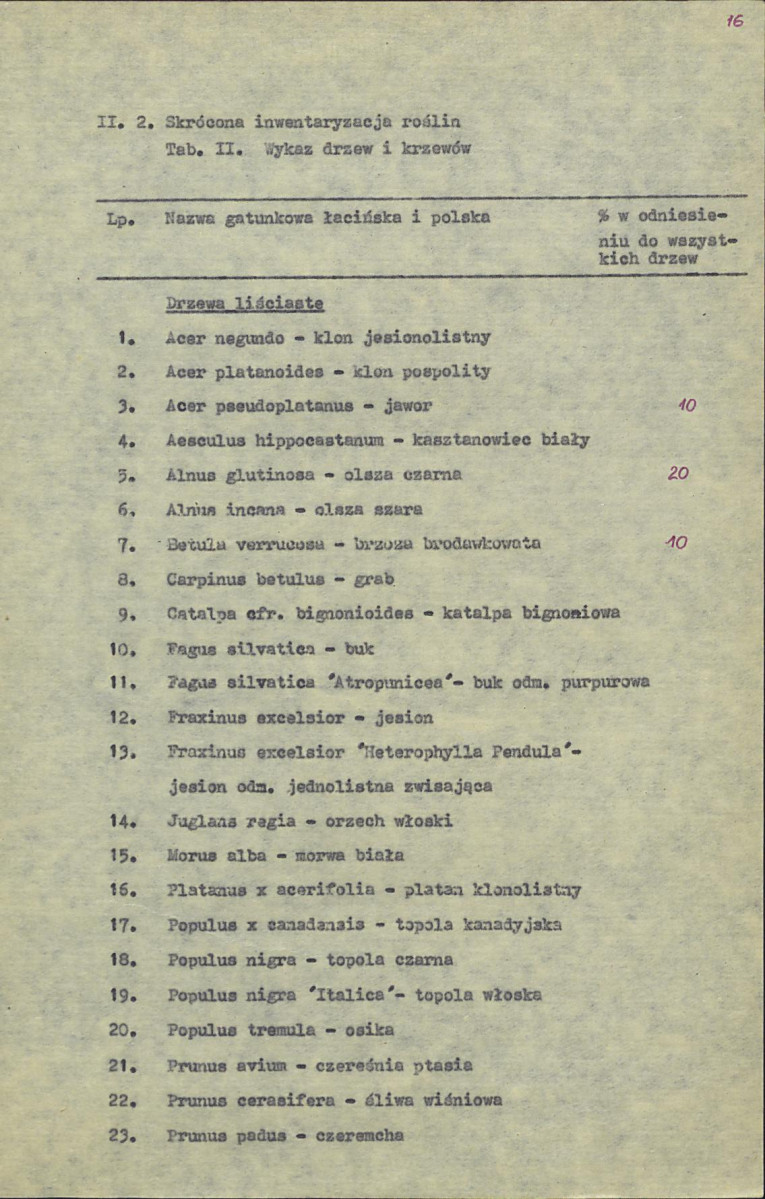 16
II. 2. Skrócona inwentaryzacja roślin
Tab. II. Wykaz drzew i krzewów
Lp. Nazwa gatunkowa łacińska i polska % w odniesie-
niu do wszyst-
kich drzew
Drzewa liściaste
1. Acer negundo - klon jesionolistny
2. Acer platanoides - klon pospolity
3. Acer pseudoplatanus - jawor 10
4. Aesculus hippocastanum - kasztanowiec biały
5. Alnus glutinosa - olsza czarna 20
6. Alnus incana - olsza szara
7. Betula verrucosa - brzoza brodawkowata 10
8. Carpinus betulus - grab
9. Catalpa cfr. bignonioides - katalpa bignoniowa
10. Fagus silvatica - buk
11. Fagus silvatica 'Atropunicea'- buk odm. purpurowa
12. Fraxinus excelsior - jesion
13. Fraxinus excelsior 'Heterophylla Pendula'-
jesion odm. jednolistna zwisająca
14. Juglans regia - orzech włoski
15. Morus alba - morwa biała
16. Platanus x acerifolia - platan klonolistny
17. Populus x canadansis - topola kanadyjska
18. Populus nigra - topola czarna
19. Populus nigra 'Italica'- topola włoska
20. Populus tremula - osika
21. Prunus avium - czereśnia ptasia
22. Prunus cerasifera - śliwa wiśniowa
23. Prunus padus - czeremcha